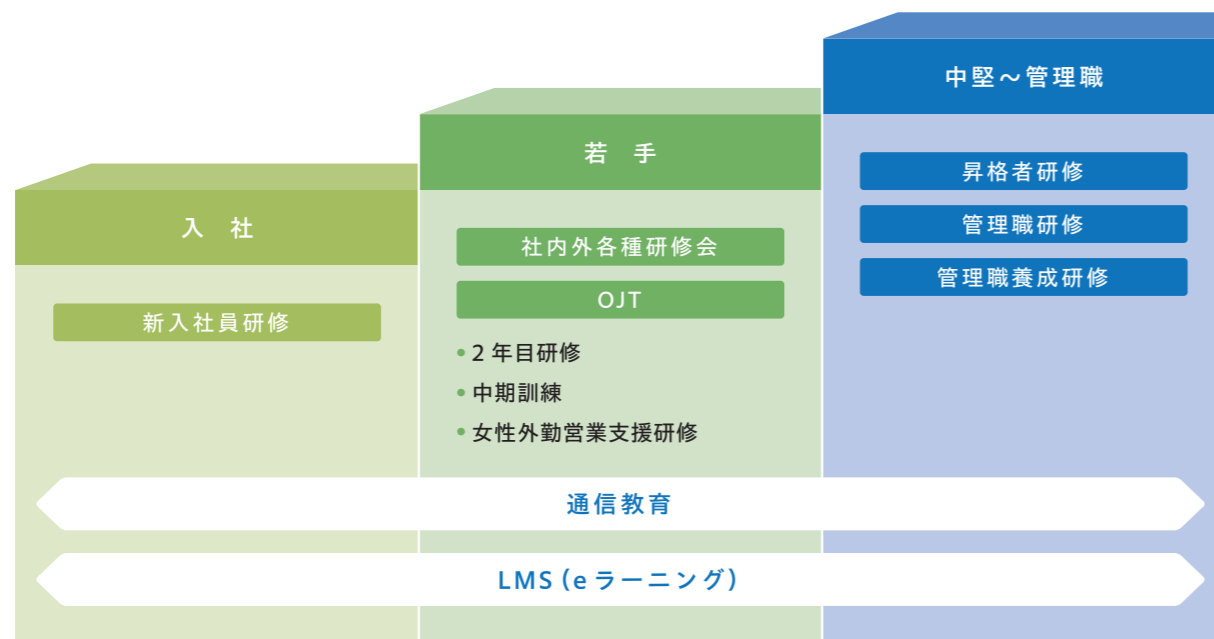 入 社
新入社員研修
若 手
社内外各種研修会
OJT
• 2年目研修
• 中期訓練
• 女性外勤営業支援研修
中堅～管理職
昇格者研修
管理職研修
管理職養成研修
通信教育
LMS(eラーニング)